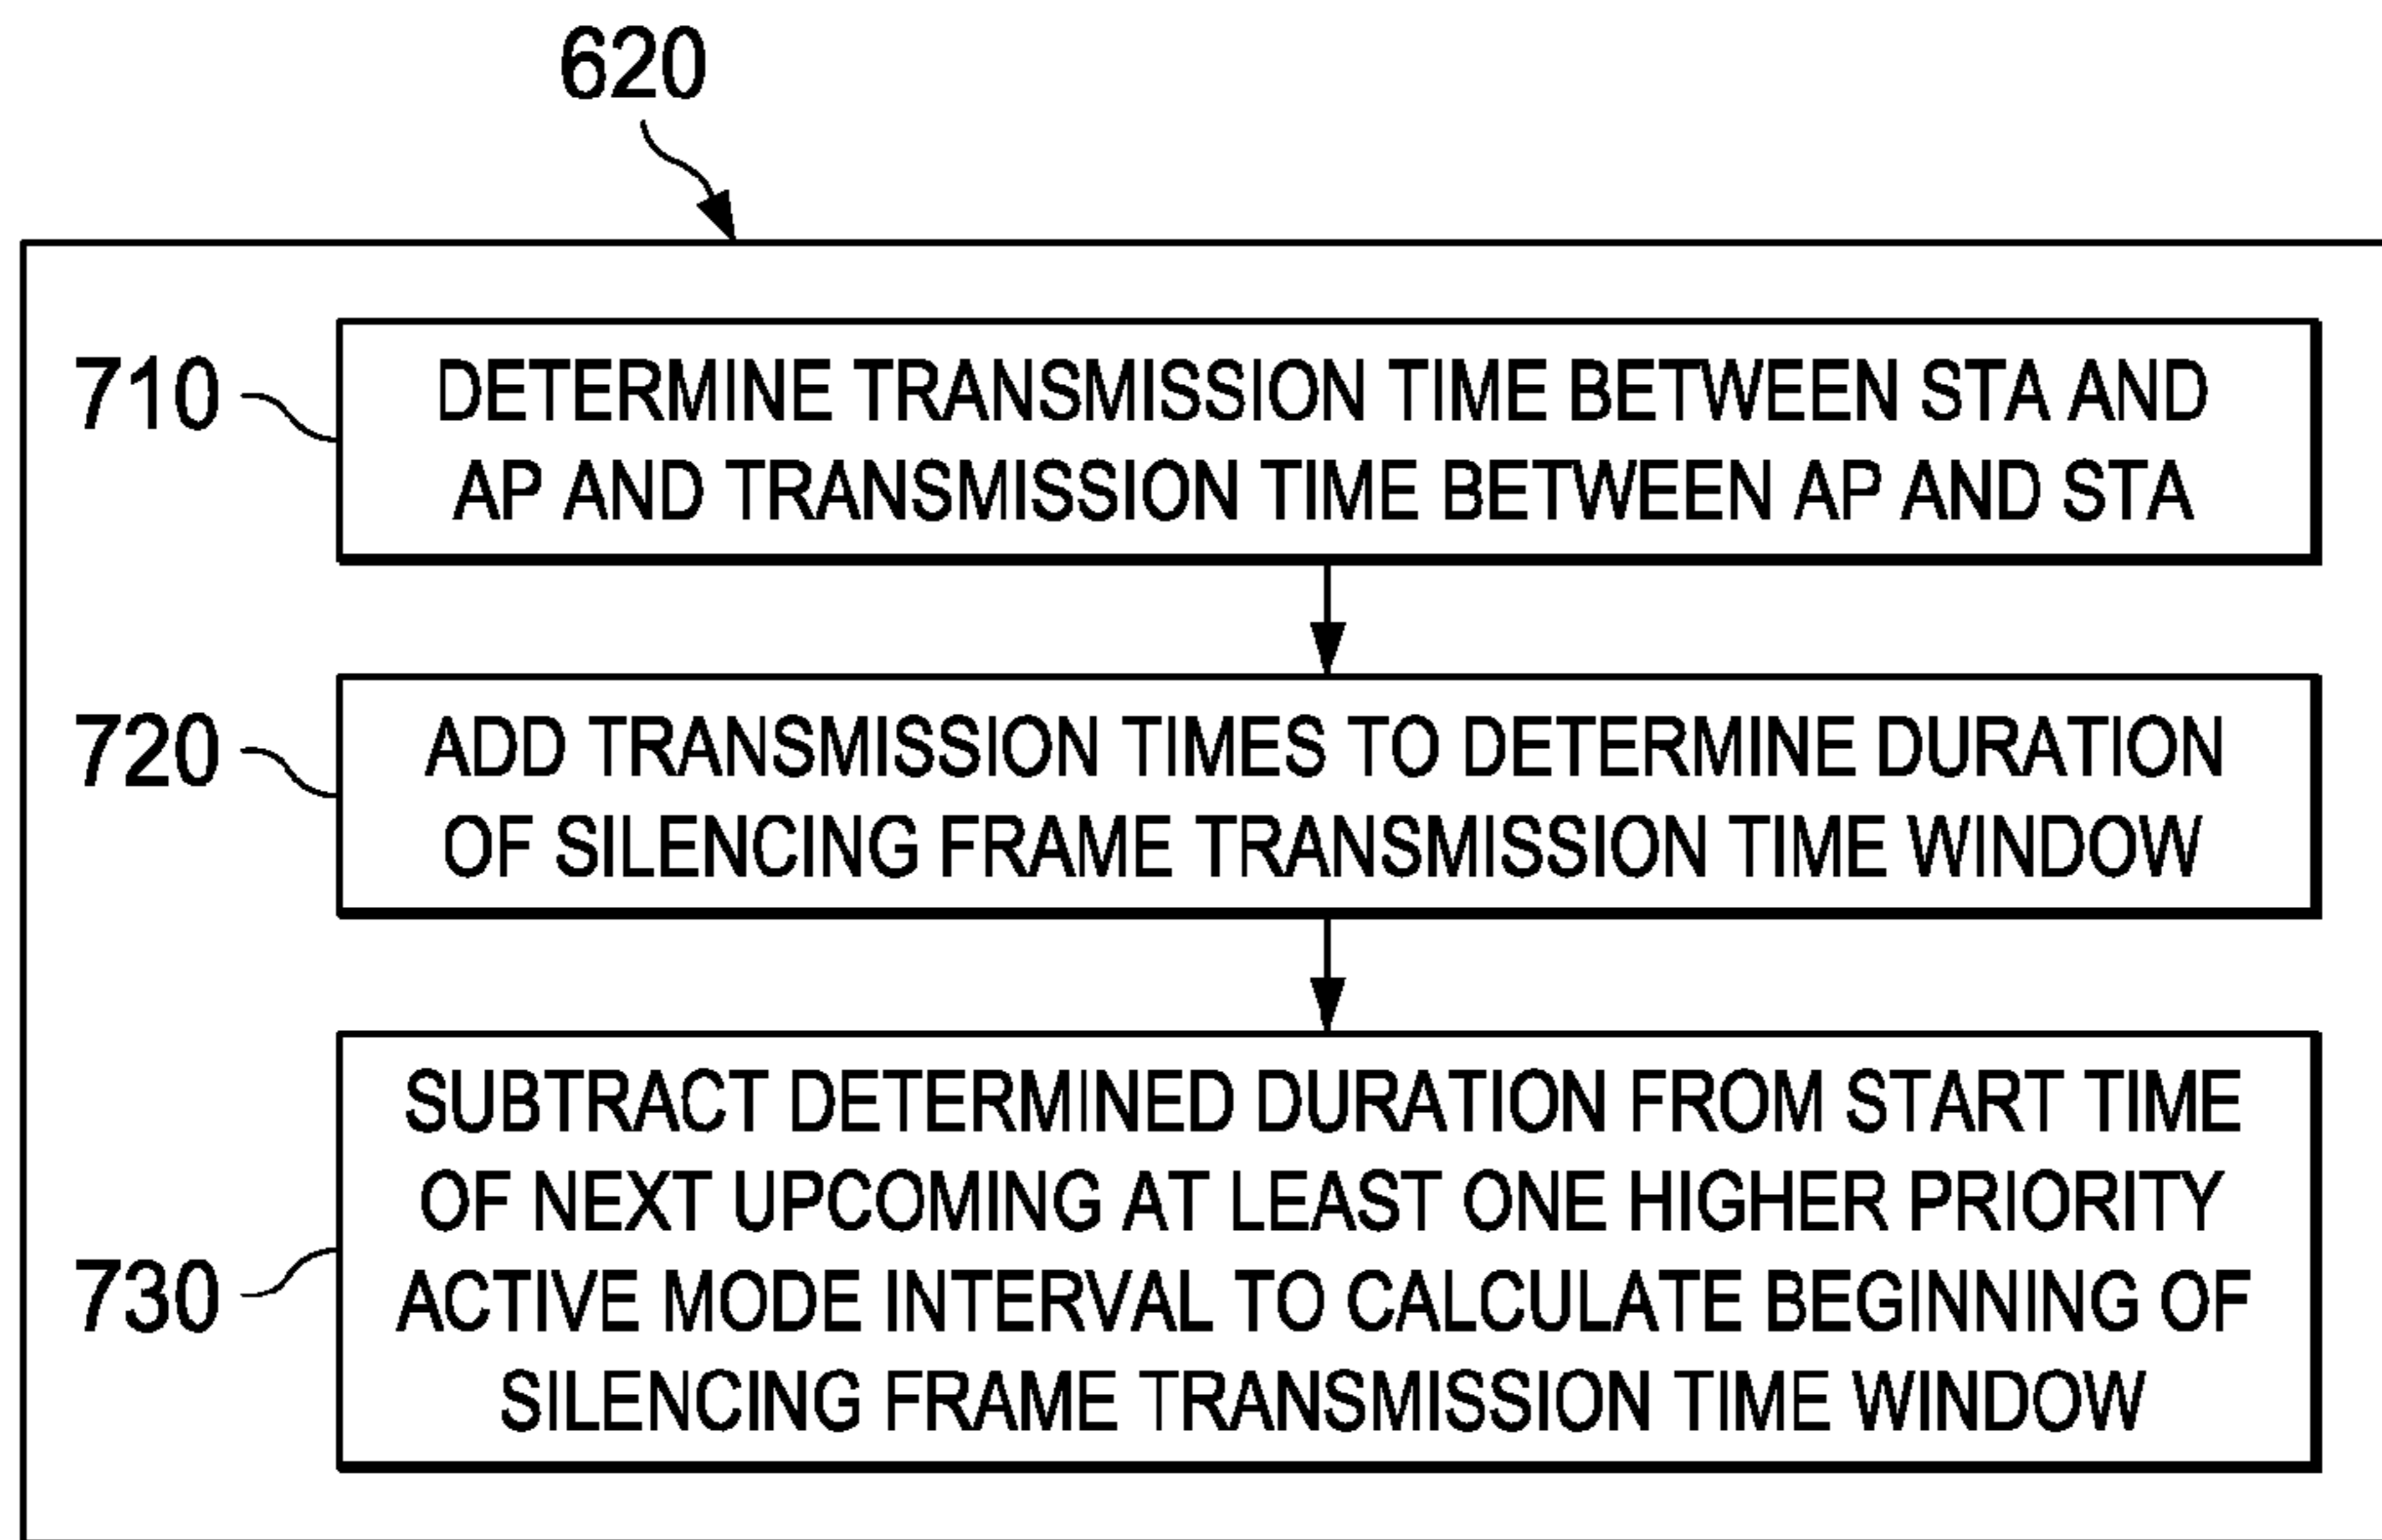 620
710
DETERMINE TRANSMISSION TIME BETWEEN STA AND
AP AND TRANSMISSION TIME BETWEEN AP AND STA
720
ADD TRANSMISSION TIMES TO DETERMINE DURATION
OF SILENCING FRAME TRANSMISSION TIME WINDOW
730
SUBTRACT DETERMINED DURATION FROM START TIME
OF NEXT UPCOMING AT LEAST ONE HIGHER PRIORITY
ACTIVE MODE INTERVAL TO CALCULATE BEGINNING OF
SILENCING FRAME TRANSMISSION TIME WINDOW